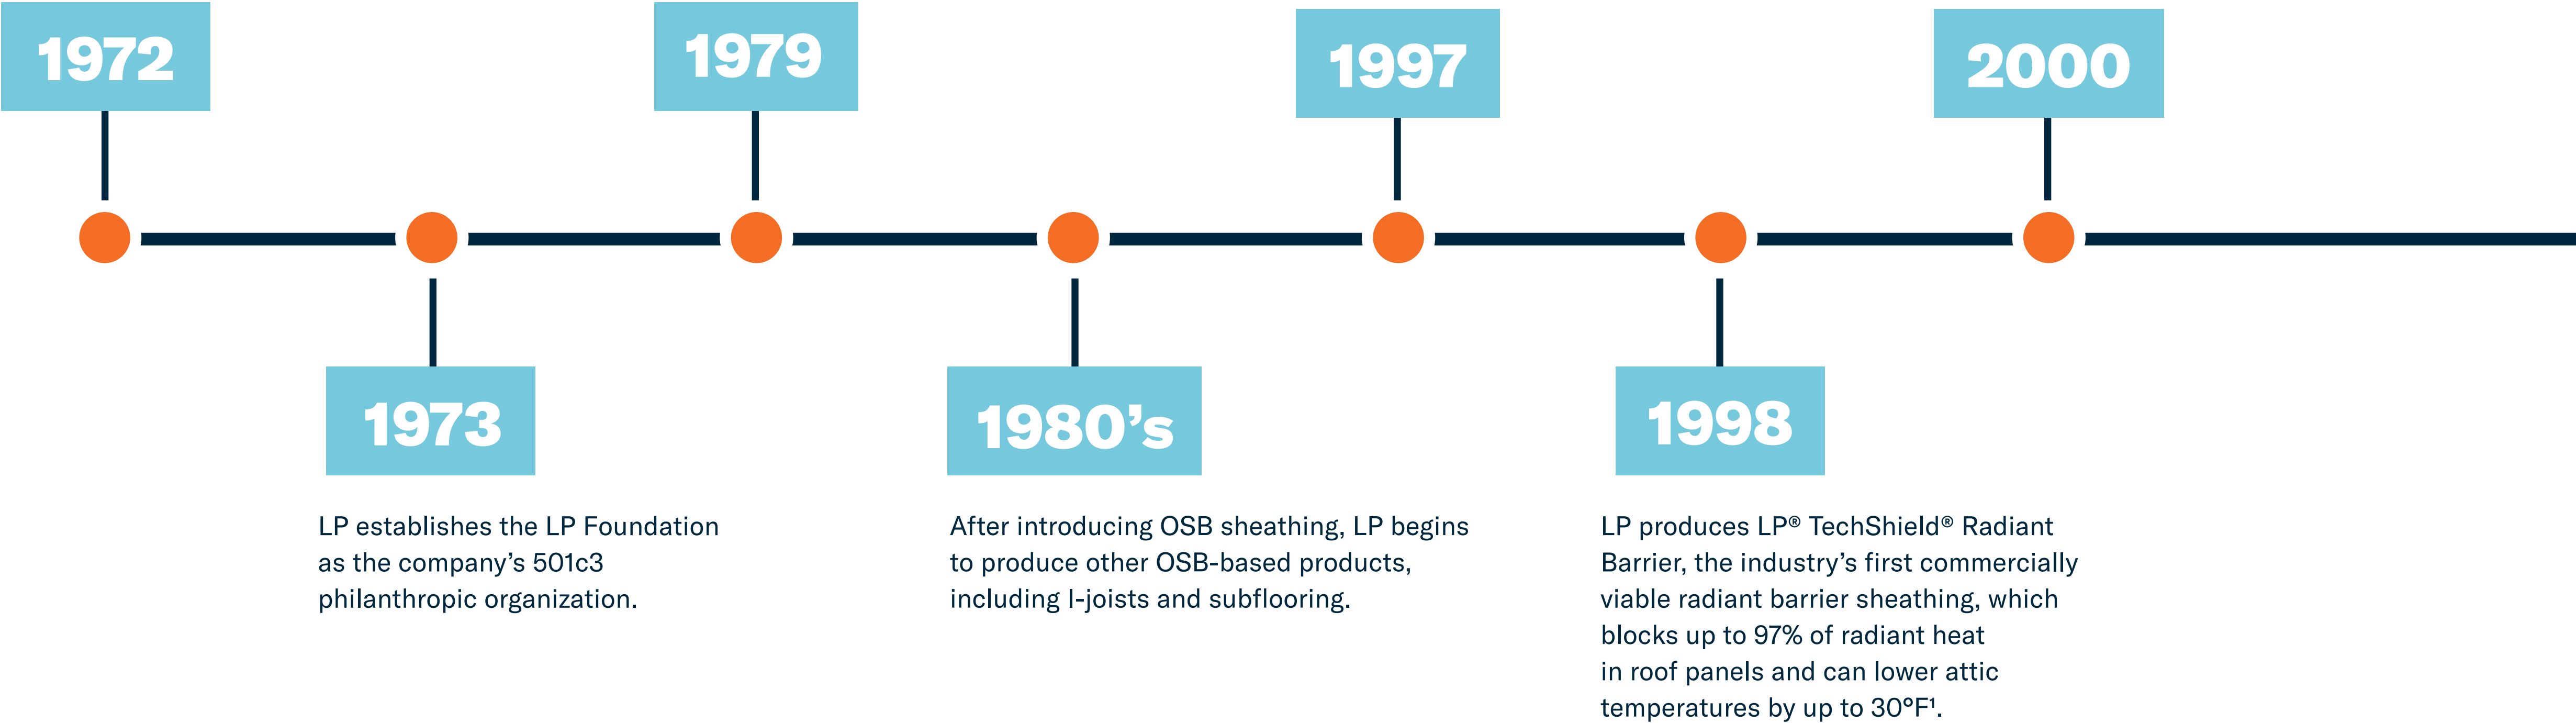 1972
1979
1997
2000
1973
LP establishes the LP Foundation
as the company’s 501c3
philanthropic organization.
1980’s
After introducing OSB sheathing, LP begins
to produce other OSB-based products,
including I-joists and subflooring.
1998
LP produces LP® TechShield® Radiant
Barrier, the industry’s first commercially
viable radiant barrier sheathing, which
blocks up to 97% of radiant heat
in roof panels and can lower attic
temperatures by up to 30°F¹.